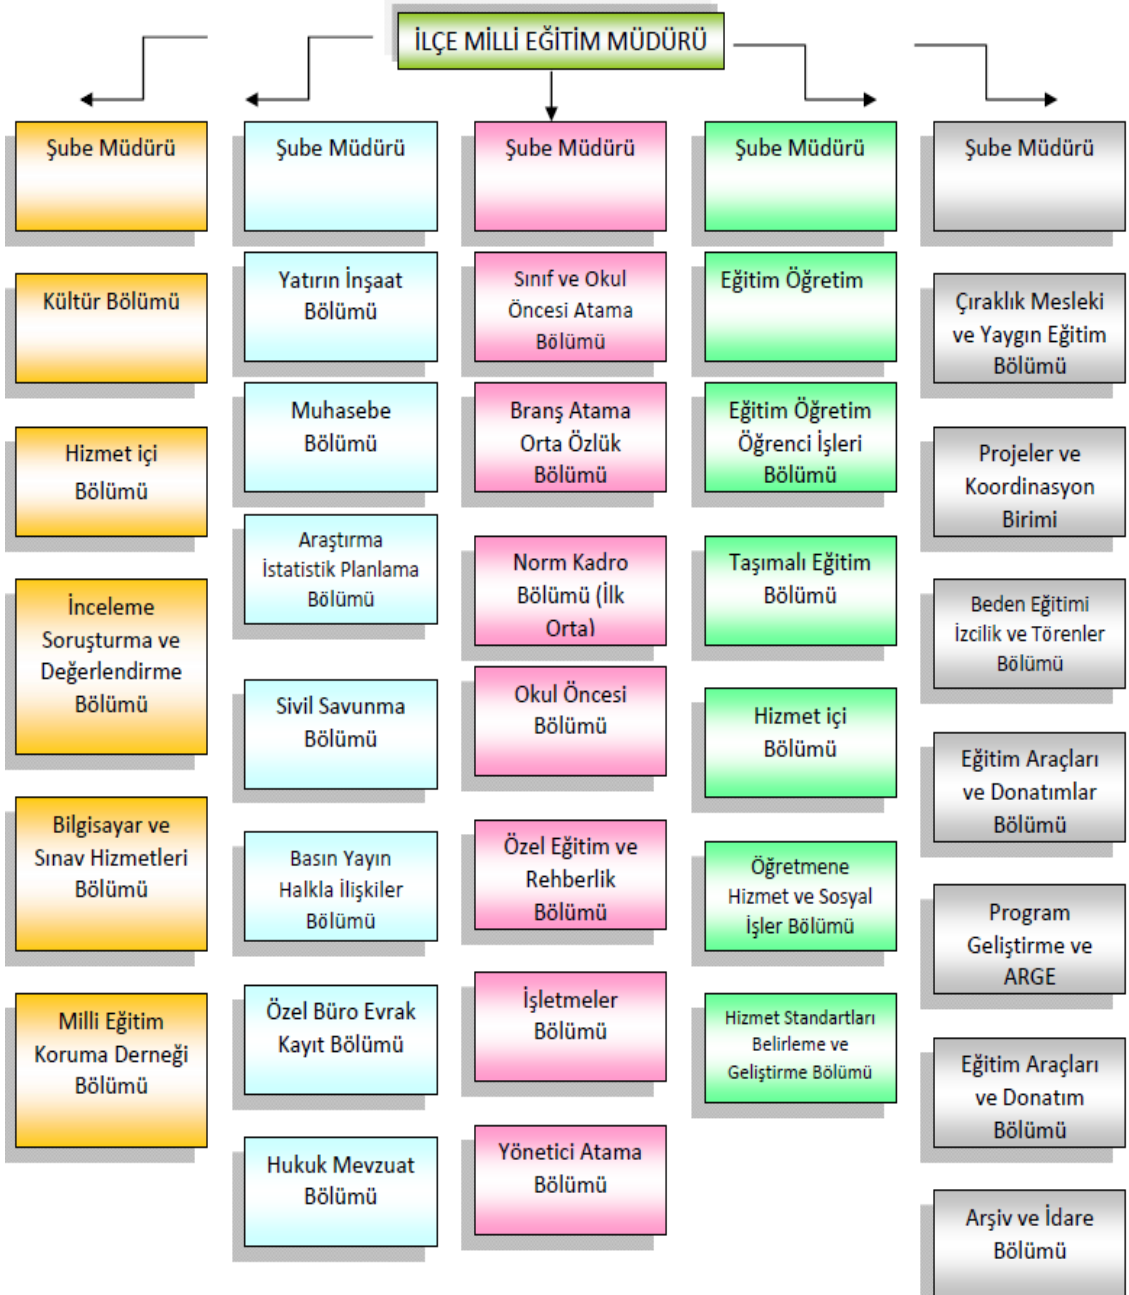 İLÇE MİLLİ EĞİTİM MÜDÜRÜ
Şube Müdürü
Kültür Bölümü
Hizmet içi
Bölümü
İnceleme
Soruşturma ve
Değerlendirme
Bölümü
Bilgisayar ve
Sınav Hizmetleri
Bölümü
Milli Eğitim
Koruma Derneği
Bölümü
Şube Müdürü
Yatırın İnşaat
Bölümü
Muhasebe
Bölümü
Araştırma
İstatistik Planlama
Bölümü
Sivil Savunma
Bölümü
Basın Yayın
Halkla İlişkiler
Bölümü
Özel Büro Evrak
Kayıt Bölümü
Hukuk Mevzuat
Bölümü
Şube Müdürü
Sınıf ve Okul
Öncesi Atama
Bölümü
Branş Atama
Orta Özlük
Bölümü
Norm Kadro
Bölümü (İlk
Orta)
Okul Öncesi
Bölümü
Özel Eğitim ve
Rehberlik
Bölümü
İşletmeler
Bölümü
Yönetici Atama
Bölümü
Şube Müdürü
Eğitim Öğretim
Eğitim Öğretim
Öğrenci İşleri
Bölümü
Taşımalı Eğitim
Bölümü
Hizmet içi
Bölümü
Öğretmene
Hizmet ve Sosyal
İşler Bölümü
Hizmet Standartları
Belirleme ve
Geliştirme Bölümü
Şube Müdürü
Çıraklık Mesleki
ve Yaygın Eğitim
Bölümü
Projeler ve
Koordinasyon
Birimi
Beden Eğitimi
İzcilik ve Törenler
Bölümü
Eğitim Araçları
ve Donatımlar
Bölümü
Program
Geliştirme ve
ARGE
Eğitim Araçları
ve Donatım
Bölümü
Arşiv ve İdare
Bölümü